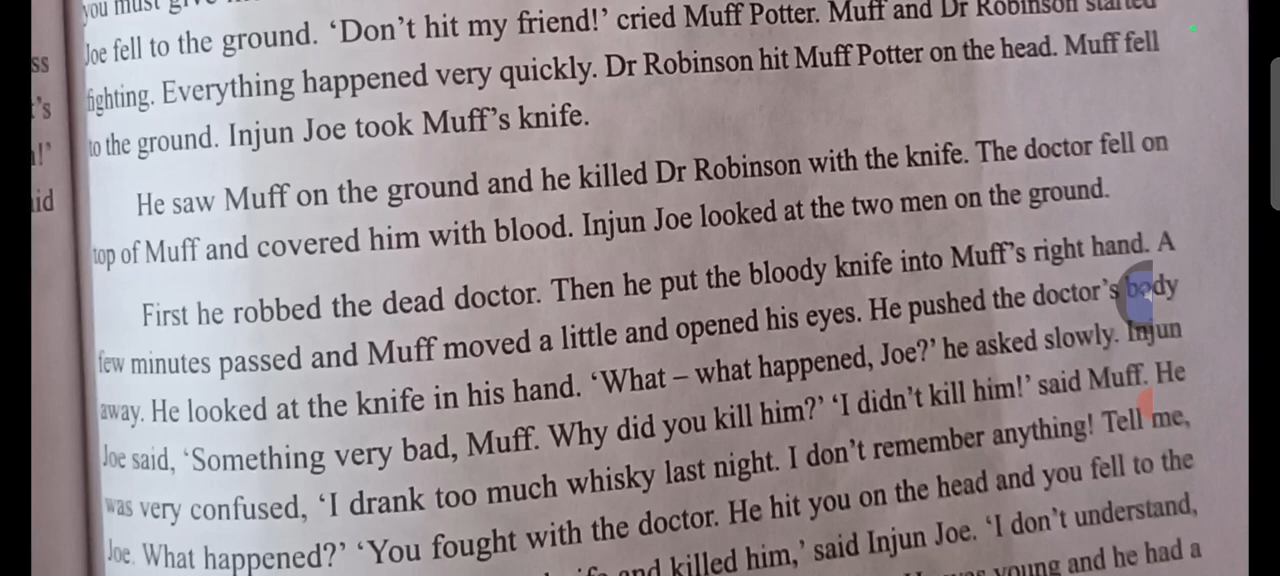 you must give
Joe fell to the ground. ‘Don’t hit my friend!’ cried Muff Potter. Muff and Dr Robinson started
fighting. Everything happened very quickly. Dr Robinson hit Muff Potter on the head. Muff fell
to the ground. Injun Joe took Muff’s knife.
He saw Muff on the ground and he killed Dr Robinson with the knife. The doctor fell on
top of Muff and covered him with blood. Injun Joe looked at the two men on the ground.
First he robbed the dead doctor. Then he put the bloody knife into Muff’s right hand. A
few minutes passed and Muff moved a little and opened his eyes. He pushed the doctor’s body
away. He looked at the knife in his hand. ‘What – what happened, Joe?’ he asked slowly. Injun
Joe said, ‘Something very bad, Muff. Why did you kill him?’ ‘I didn’t kill him!’ said Muff. He
was very confused, ‘I drank too much whisky last night. I don’t remember anything! Tell me,
Joe. What happened?’ ‘You fought with the doctor. He hit you on the head and you fell to the
and killed him,’ said Injun Joe. ‘I don’t understand,
young and he had a